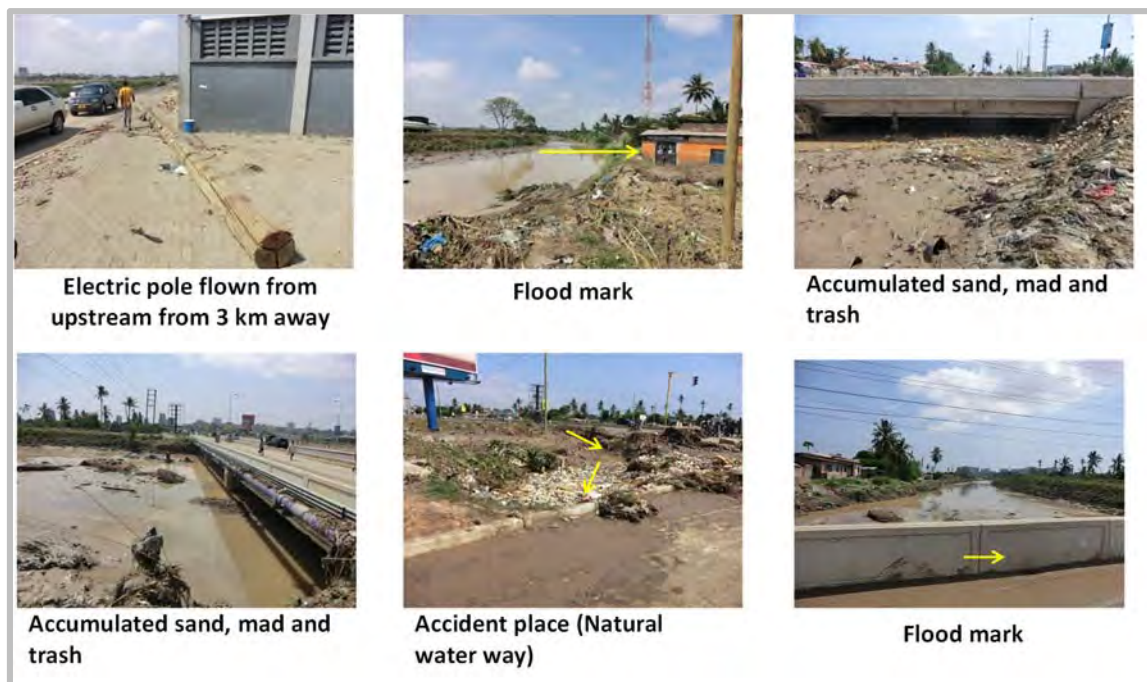 Electric pole flown from
upstream from 3 km away
Flood mark
Accumulated sand, mad and
trash
Accumulated sand, mad and
trash
Accident place (Natural
water way)
Flood mark